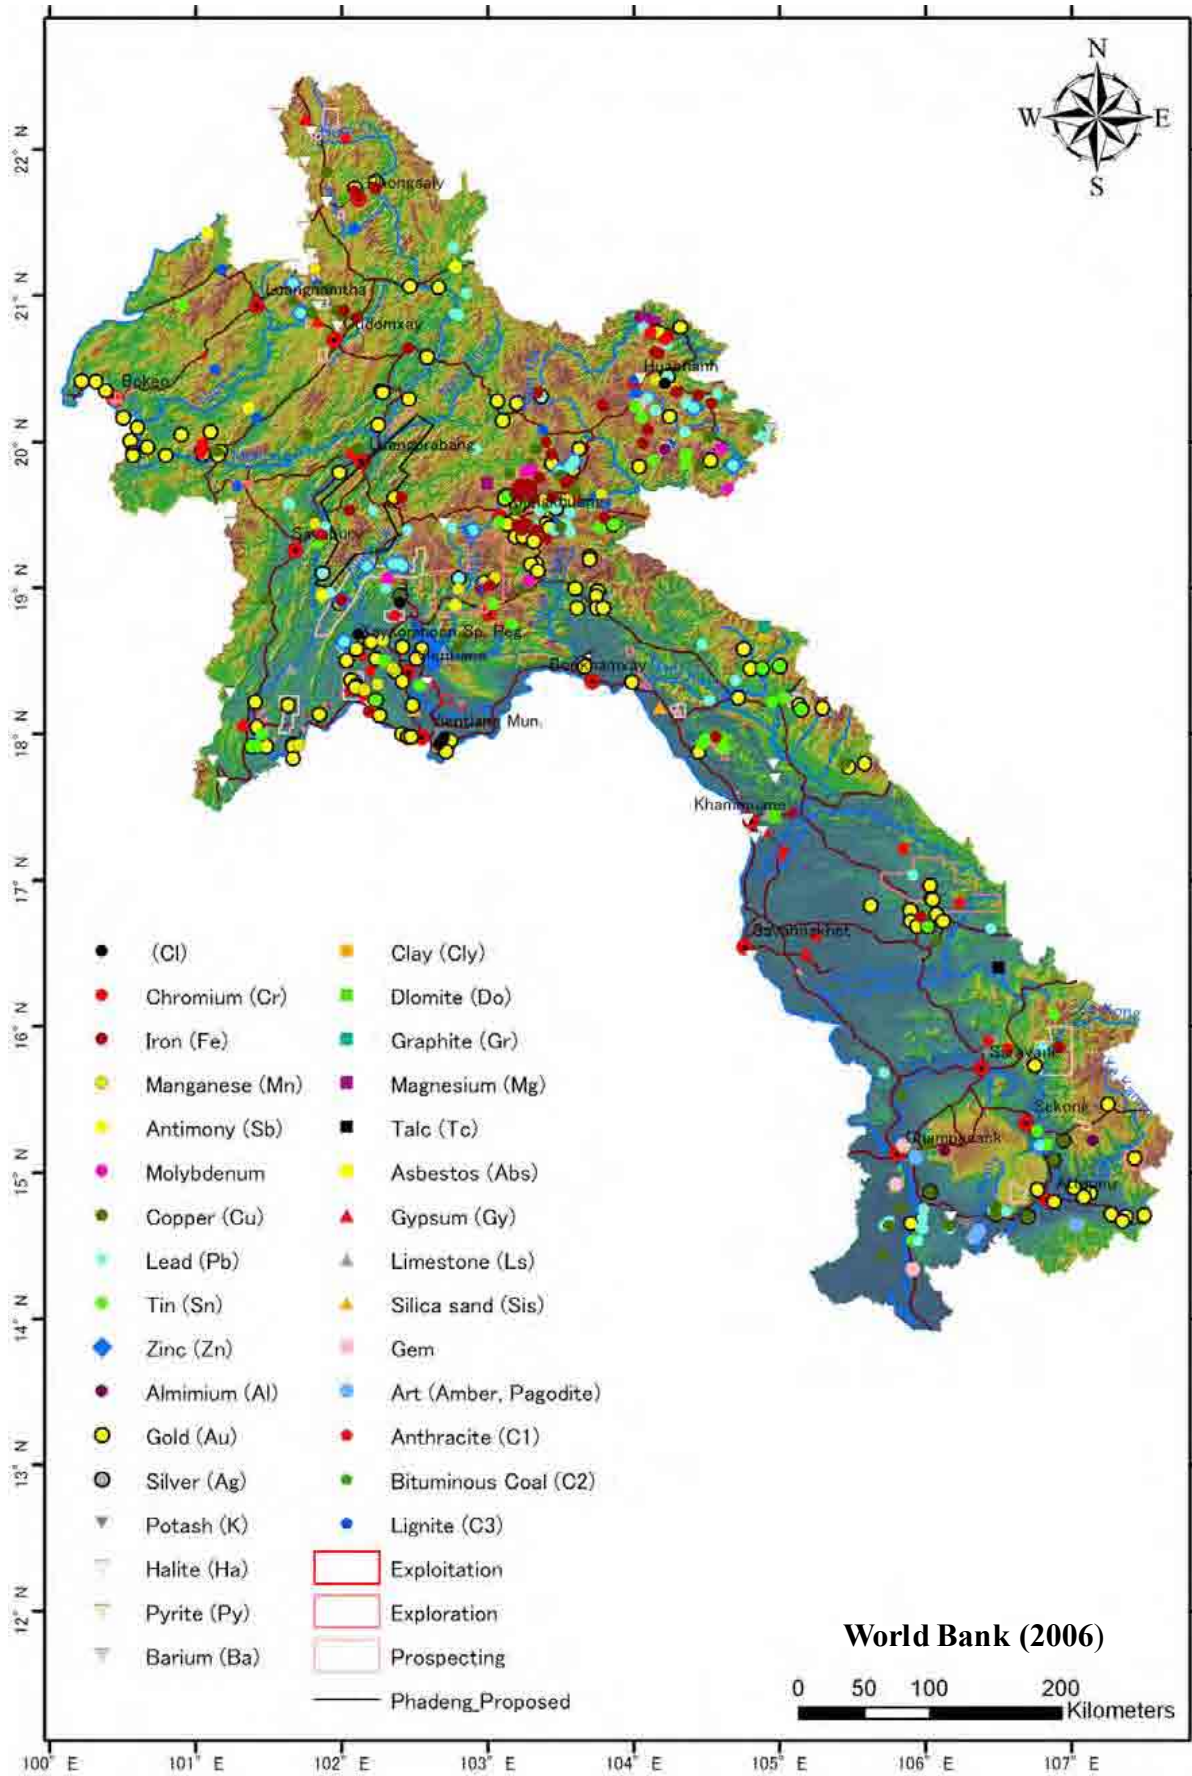 N
W E
S
22° N
21° N
20° N
19° N
18° N
17° N
16° N
15° N
14° N
13° N
12° N
Luangnamtha
Oudomxay
Bokeo
Huaphanh
Luangprabang
Borikhamxay
Vientiane Mun.
Savannakhet
Saravane
Sekong
Champasack
(Cl)
Chromium (Cr)
Iron (Fe)
Manganese (Mn)
Antimony (Sb)
Molybdenum
Copper (Cu)
Lead (Pb)
Tin (Sn)
Zinc (Zn)
Almimium (Al)
Gold (Au)
Silver (Ag)
Potash (K)
Halite (Ha)
Pyrite (Py)
Barium (Ba)
Clay (Cly)
Dlomite (Do)
Graphite (Gr)
Magnesium (Mg)
Talc (Tc)
Asbestos (Abs)
Gypsum (Gy)
Limestone (Ls)
Silica sand (Sis)
Gem
Art (Amber, Pagodite)
Anthracite (C1)
Bituminous Coal (C2)
Lignite (C3)
Exploitation
Exploration
Prospecting
Phadeng_Proposed
World Bank (2006)
0 50 100 200
Kilometers
100° E 101° E 102° E 103° E 104° E 105° E 106° E 107° E